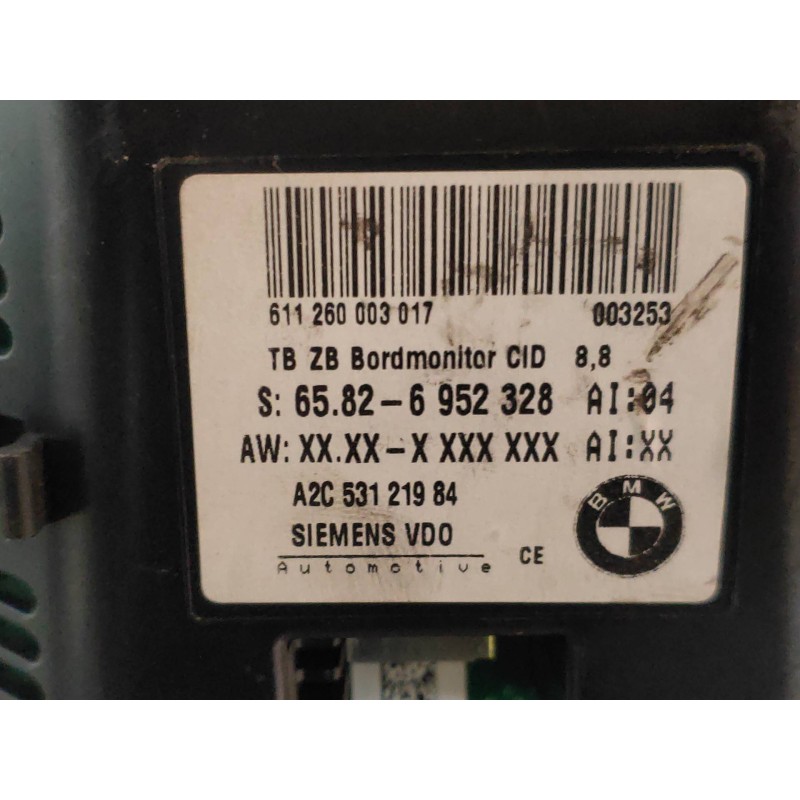 611 260 003 017 003253
TB ZB Bordmonitor CID 8,8
S: 65.82-6 952 328 AI:04
AW: XX.XX-X XXX XXX AI:XX
A2C 531 219 84
SIEMENS VDO
Automotive CE
BMW